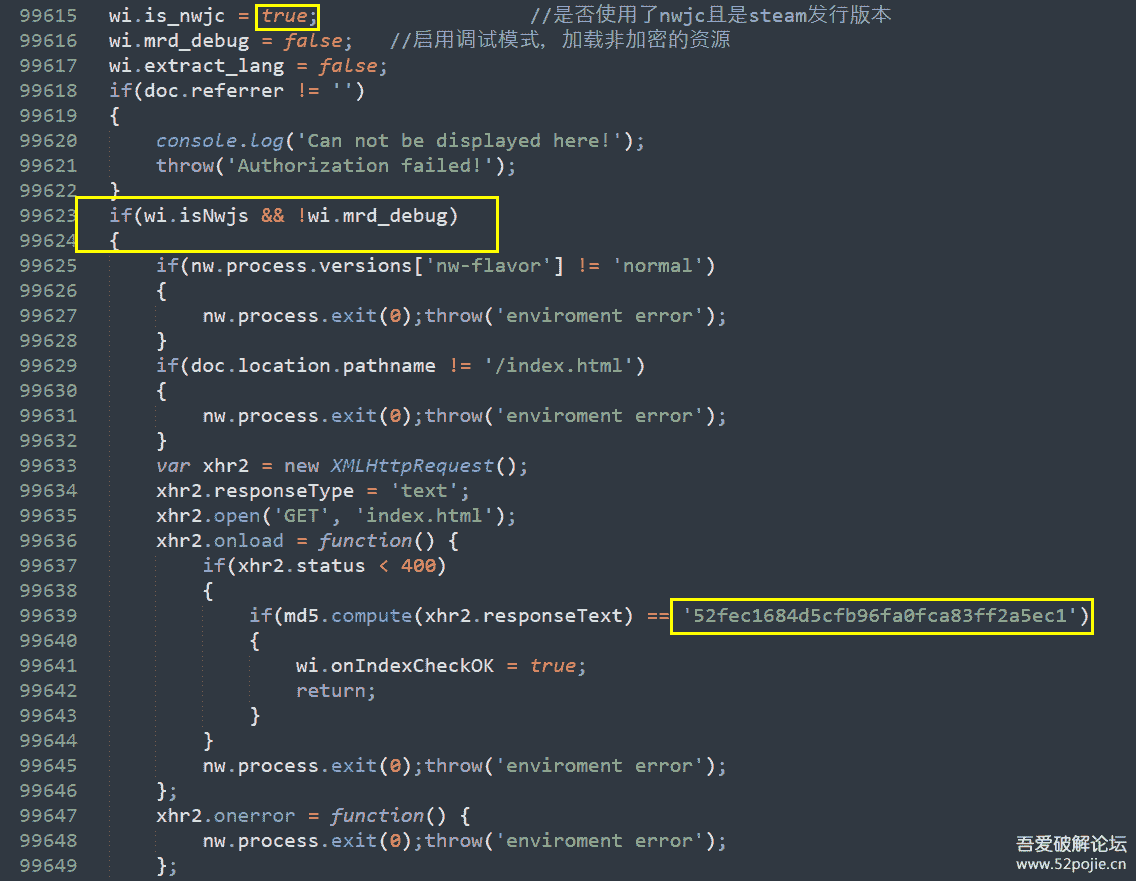 99615 wi.is_nwjc = true; //是否使用了nwjc且是steam发行版本
99616 wi.mrd_debug = false; //启用调试模式, 加载非加密的资源
99617 wi.extract_lang = false;
99618 if(doc.referrer != '')
99619 {
99620 console.log('Can not be displayed here!');
99621 throw('Authorization failed!');
99622 }
99623 if(wi.isNwjs && !wi.mrd_debug)
99624 {
99625 if(nw.process.versions['nw-flavor'] != 'normal')
99626 {
99627 nw.process.exit(0);throw('enviroment error');
99628 }
99629 if(doc.location.pathname != '/index.html')
99630 {
99631 nw.process.exit(0);throw('enviroment error');
99632 }
99633 var xhr2 = new XMLHttpRequest();
99634 xhr2.responseType = 'text';
99635 xhr2.open('GET', 'index.html');
99636 xhr2.onload = function() {
99637 if(xhr2.status < 400)
99638 {
99639 if(md5.compute(xhr2.responseText) == '52fec1684d5cfb96fa0fca83ff2a5ec1')
99640 {
99641 wi.onIndexCheckOK = true;
99642 return;
99643 }
99644 }
99645 nw.process.exit(0);throw('enviroment error');
99646 };
99647 xhr2.onerror = function() {
99648 nw.process.exit(0);throw('enviroment error');
99649 };
吾爱破解论坛
www.52pojie.cn